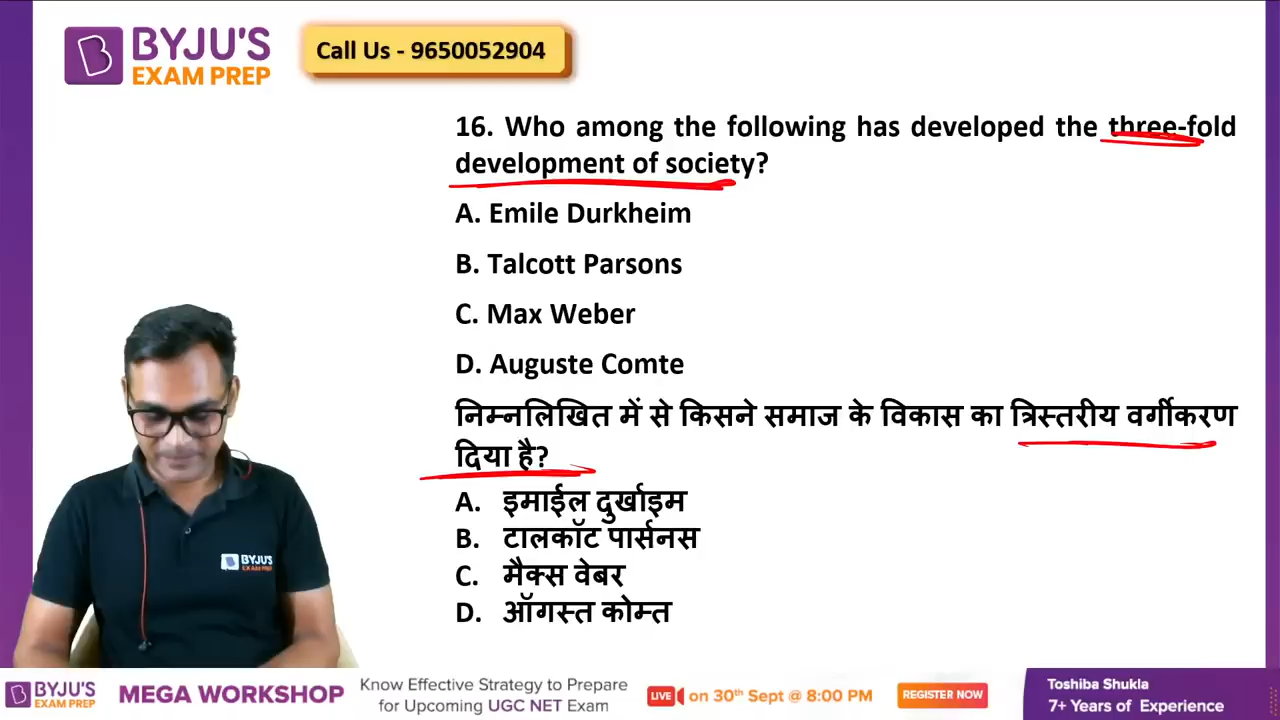 BYJU'S
EXAM PREP
Call Us - 9650052904
16. Who among the following has developed the three-fold
development of society?
A. Emile Durkheim
B. Talcott Parsons
C. Max Weber
D. Auguste Comte
निम्नलिखित में से किसने समाज के विकास का त्रिस्तरीय वर्गीकरण
दिया है?
A. इमाईल दुर्खाइम
B. टालकॉट पार्सनस
C. मैक्स वेबर
D. ऑगस्त कोम्त
BYJU'S
EXAM PREP
BYJU'S
EXAM PREP
MEGA WORKSHOP
Know Effective Strategy to Prepare
for Upcoming UGC NET Exam
LIVE
on 30th Sept @ 8:00 PM
REGISTER NOW
Toshiba Shukla
7+ Years of Experience